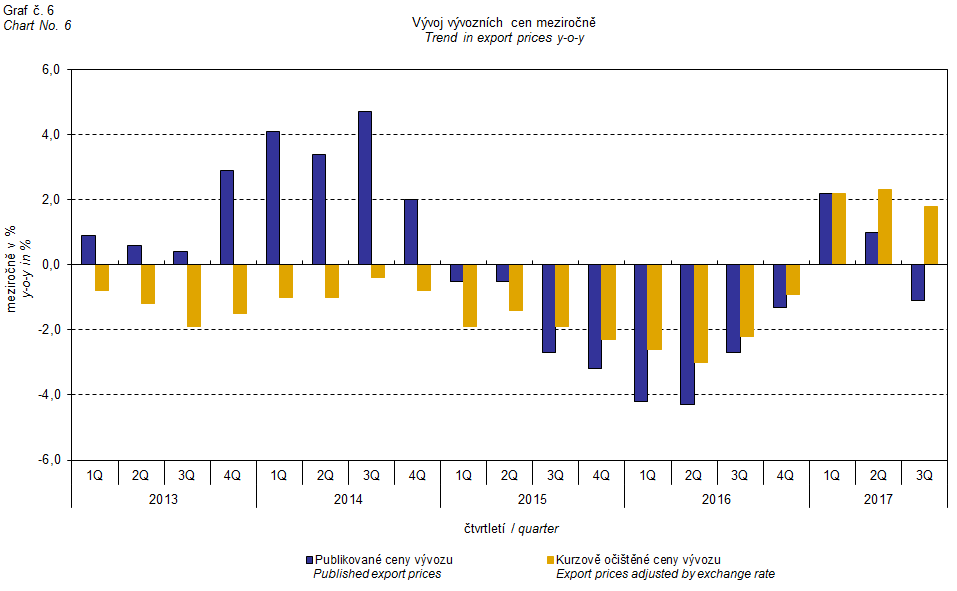 Graf č. 6
Chart No. 6
Vývoj vývozních cen meziročně
Trend in export prices y-o-y
meziročně v %
y-o-y in %
6,0
4,0
2,0
0,0
-2,0
-4,0
-6,0
1Q 2Q 3Q 4Q 1Q 2Q 3Q 4Q 1Q 2Q 3Q 4Q 1Q 2Q 3Q 4Q 1Q 2Q 3Q
2013 2014 2015 2016 2017
čtvrtletí / quarter
Publikované ceny vývozu Kurzově očištěné ceny vývozu
Published export prices Export prices adjusted by exchange rate